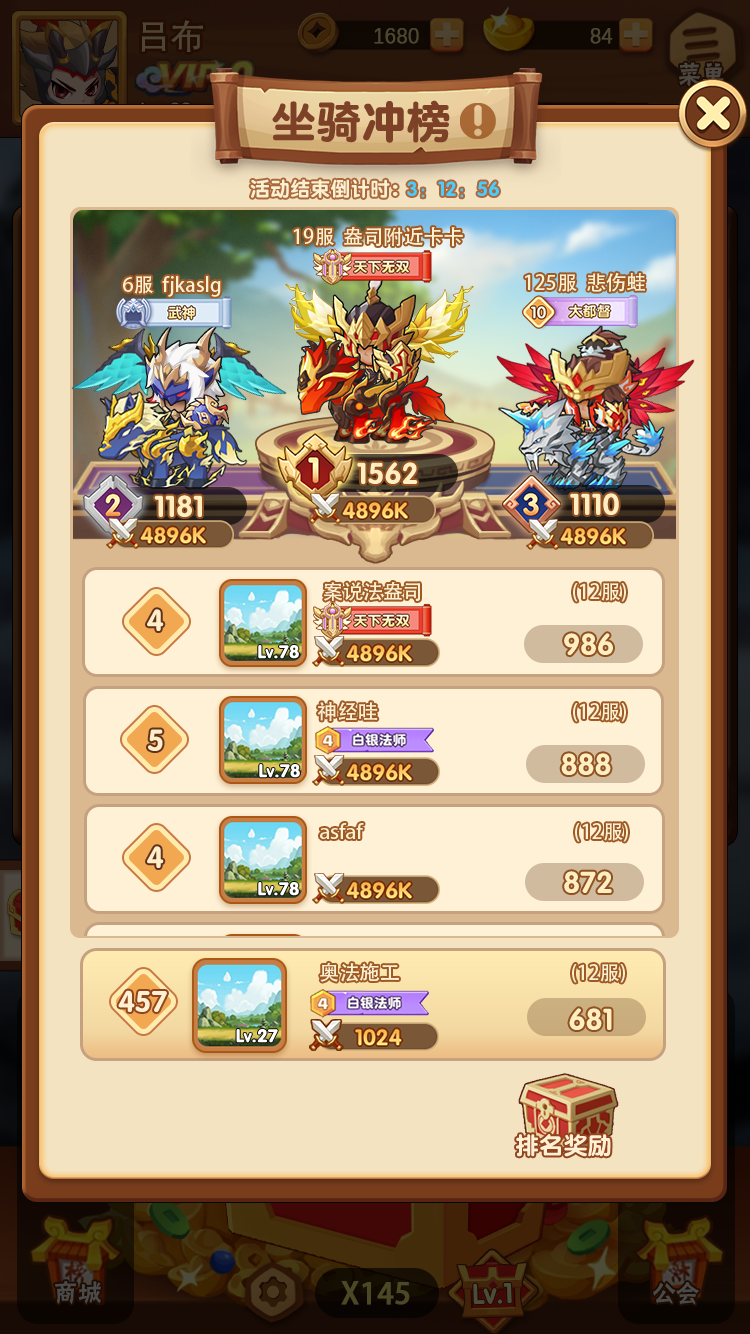 吕布
1680
84
菜单
坐骑冲榜
活动结束倒计时: 3: 12: 56
19服 盎司附近卡卡
天下无双
6服 fjkaslg
武神
125服 悲伤蛙
10 大都督
1 1562
4896K
2 1181
4896K
3 1110
4896K
4 案说法盎司 (12服)
天下无双
Lv.78 4896K 986
5 神经哇 (12服)
4 白银法师
Lv.78 4896K 888
4 asfaf (12服)
Lv.78 4896K 872
457 奥法施工 (12服)
4 白银法师
Lv.27 1024 681
排名奖励
商城
X145
Lv.1
公会